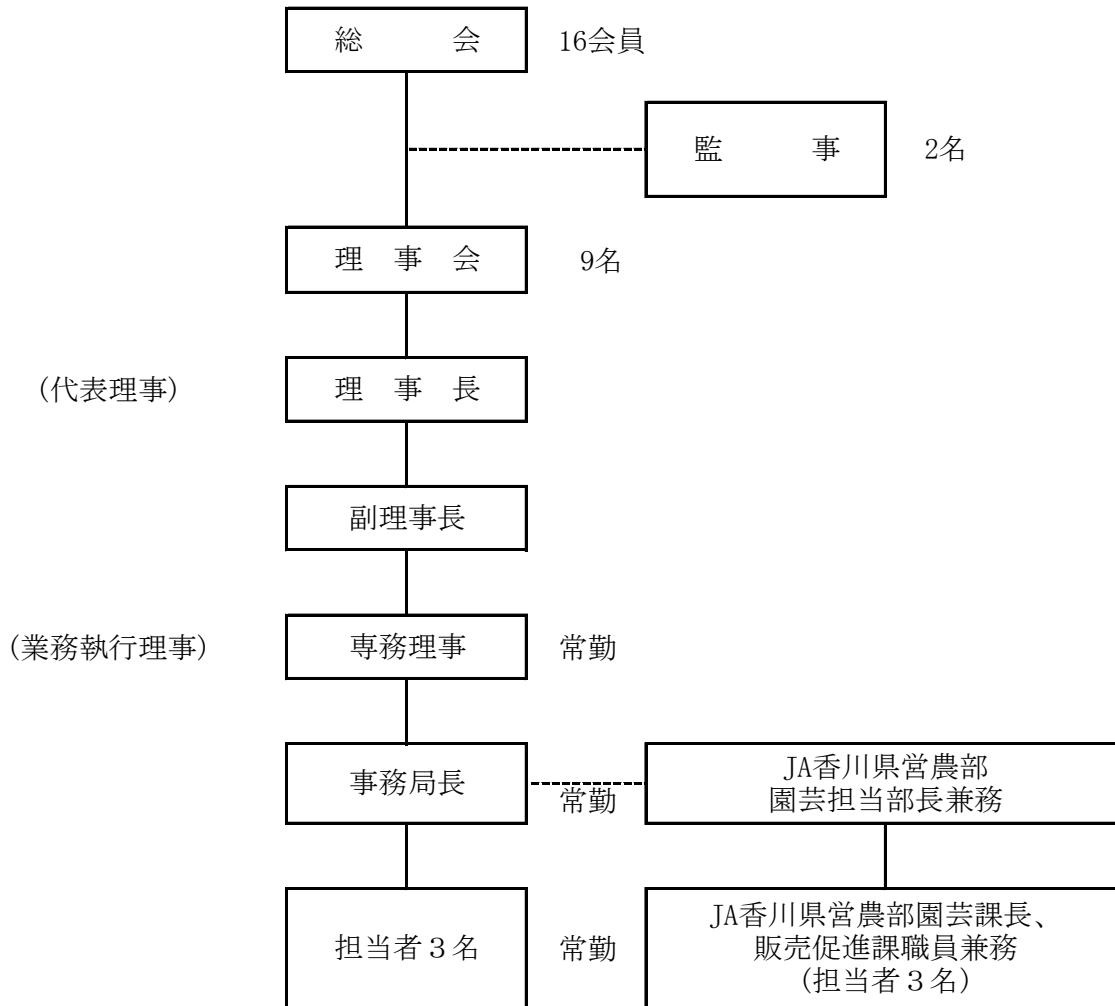 総　　会　16会員
監　　事　2名
理　事　会　9名
(代表理事)　理　事　長
副理事長
(業務執行理事)　専務理事　常勤
事務局長　常勤
JA香川県営農部
園芸担当部長兼務
担当者３名　常勤
JA香川県営農部園芸課長、
販売促進課職員兼務
(担当者３名)